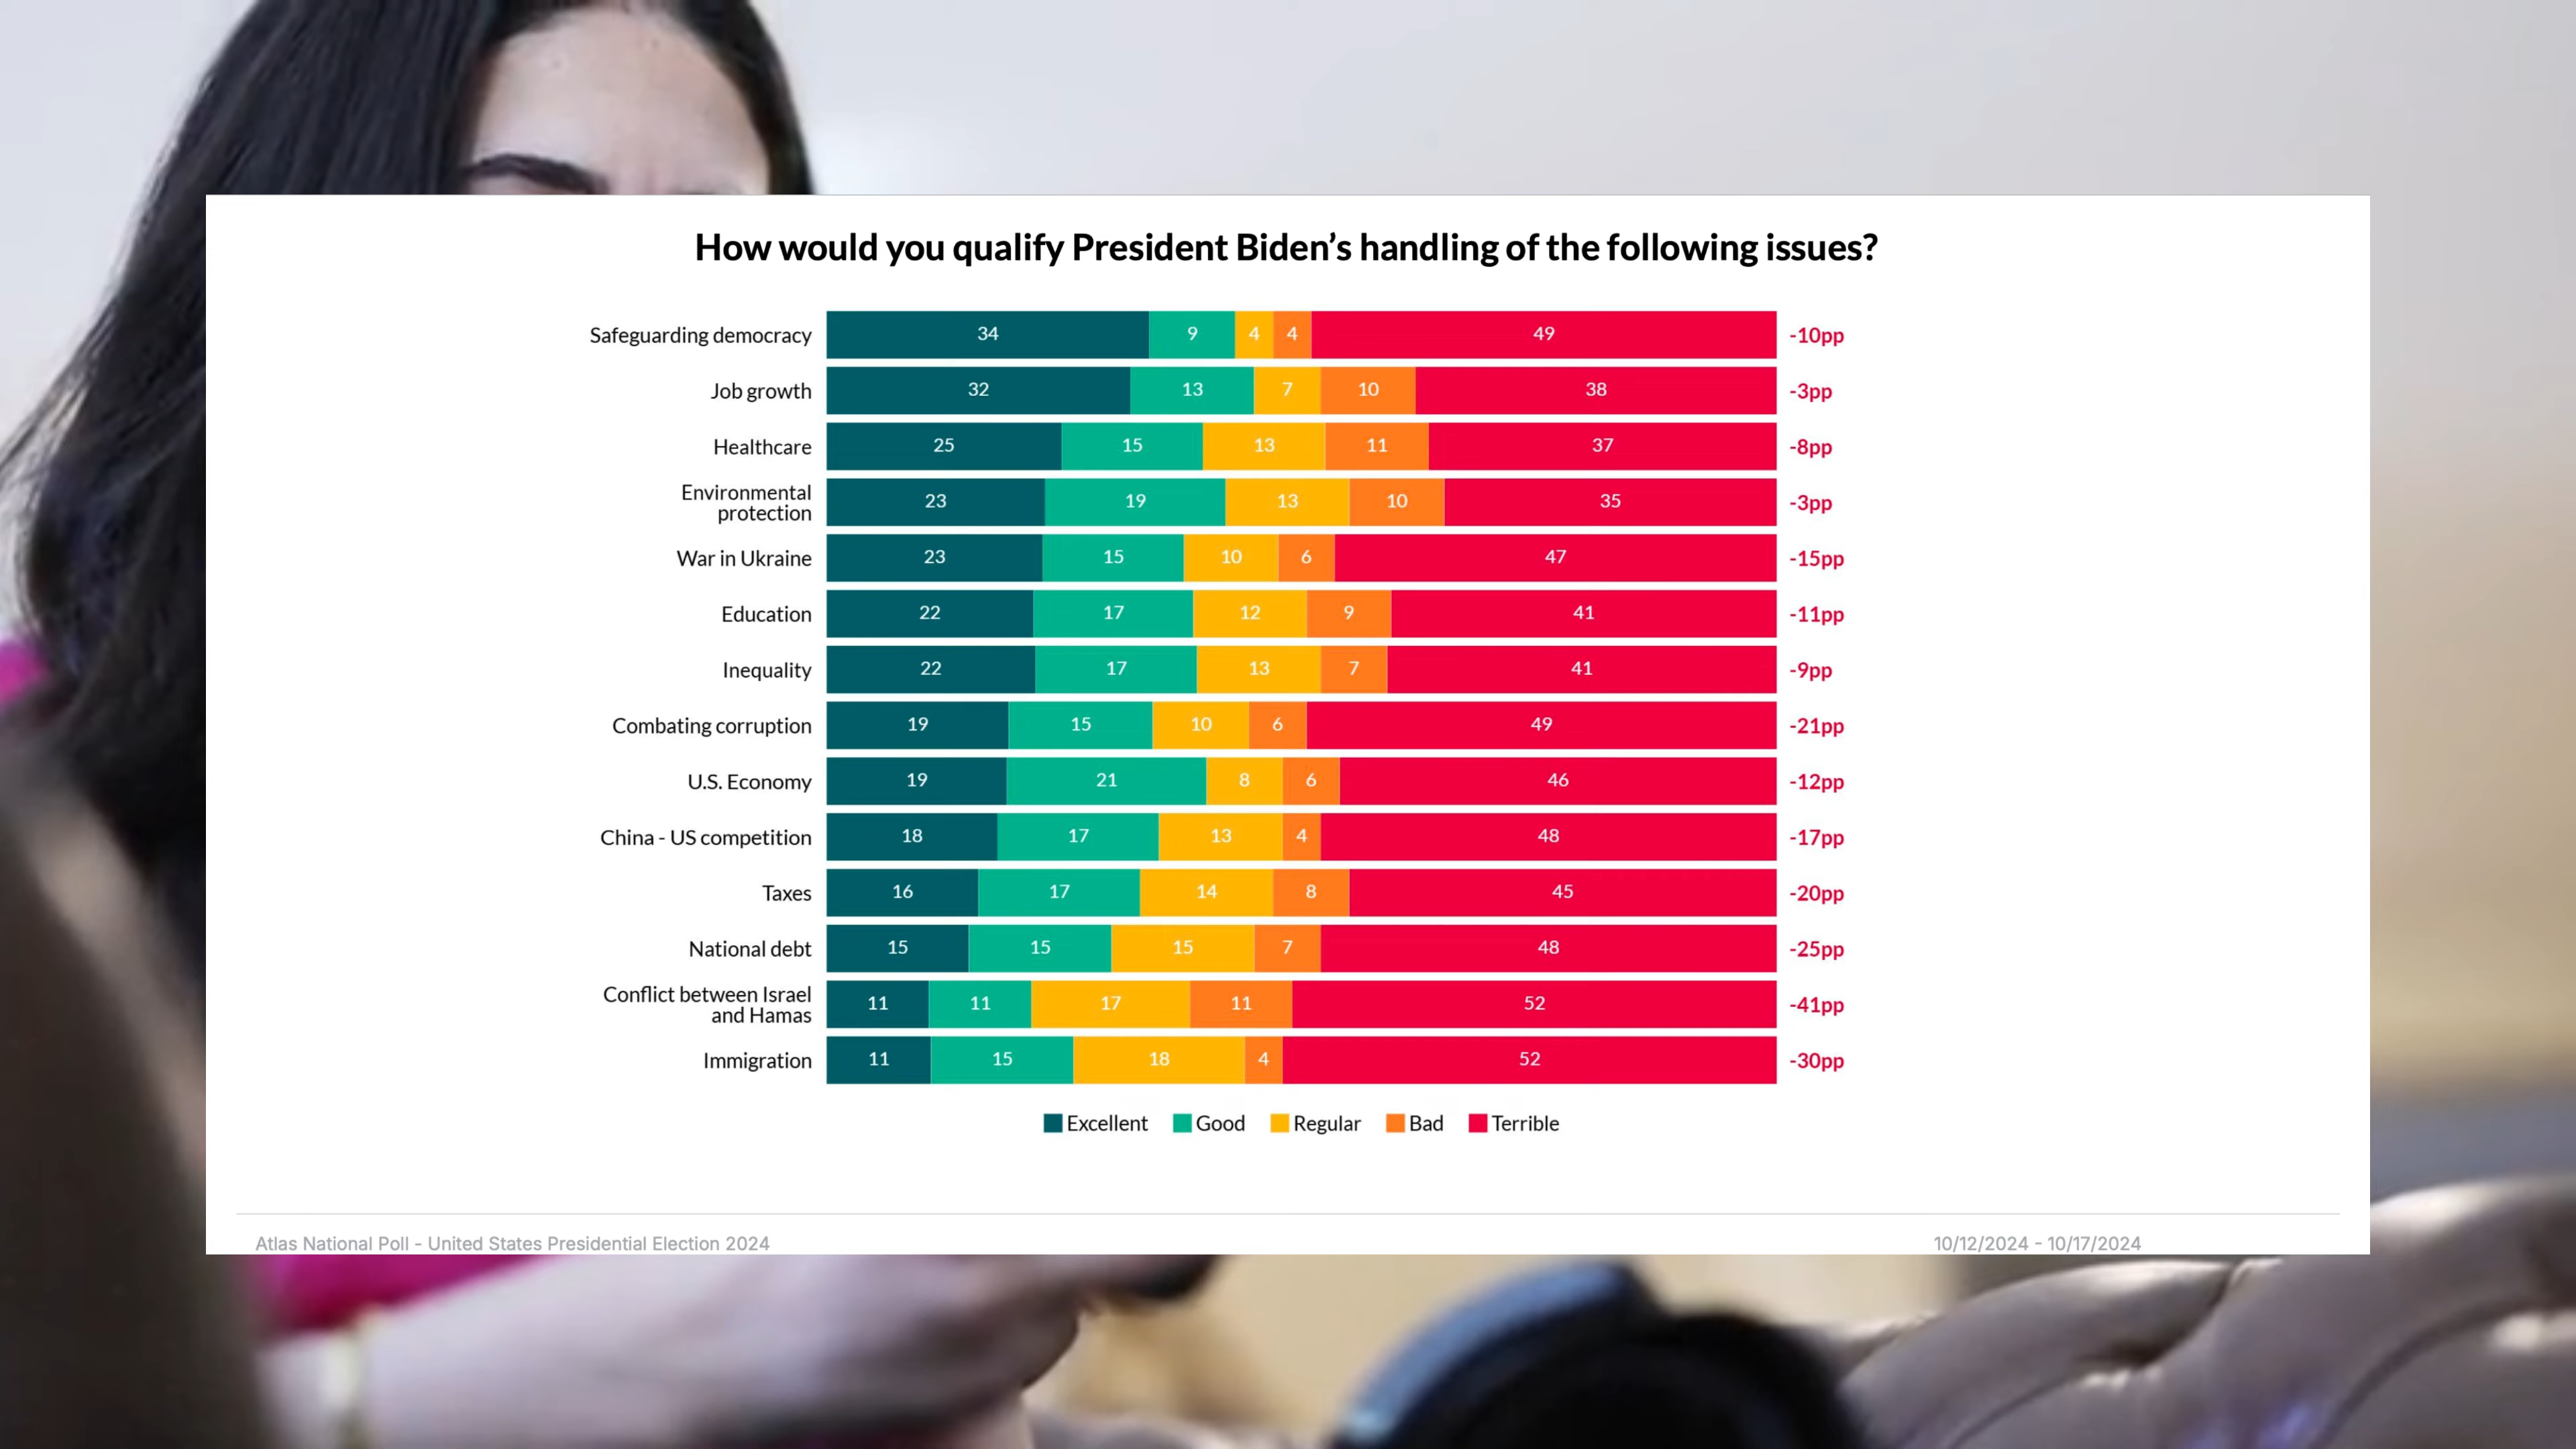 How would you qualify President Biden's handling of the following issues?
Safeguarding democracy 34 9 4 4 49 -10pp
Job growth 32 13 7 10 38 -3pp
Healthcare 25 15 13 11 37 -8pp
Environmental
protection 23 19 13 10 35 -3pp
War in Ukraine 23 15 10 6 47 -15pp
Education 22 17 12 9 41 -11pp
Inequality 22 17 13 7 41 -9pp
Combating corruption 19 15 10 6 49 -21pp
U.S. Economy 19 21 8 6 46 -12pp
China - US competition 18 17 13 4 48 -17pp
Taxes 16 17 14 8 45 -20pp
National debt 15 15 15 7 48 -25pp
Conflict between Israel
and Hamas 11 11 17 11 52 -41pp
Immigration 11 15 18 4 52 -30pp
Excellent Good Regular Bad Terrible
Atlas National Poll - United States Presidential Election 2024 10/12/2024 - 10/17/2024